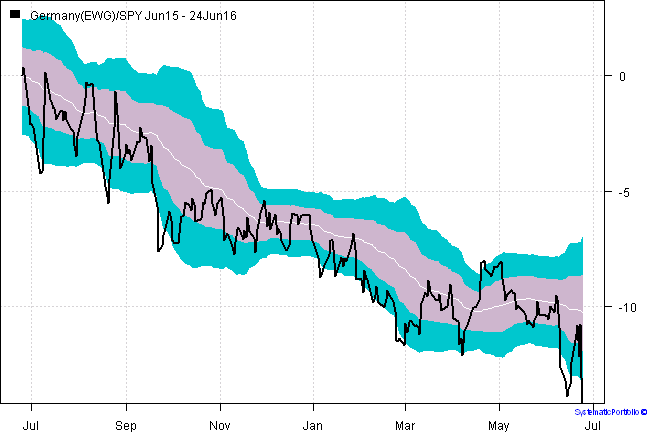 Germany(EWG)/SPY Jun15 - 24Jun16
0
-5
-10
SystematicPortfolio ©
Jul Sep Nov Jan Mar May Jul